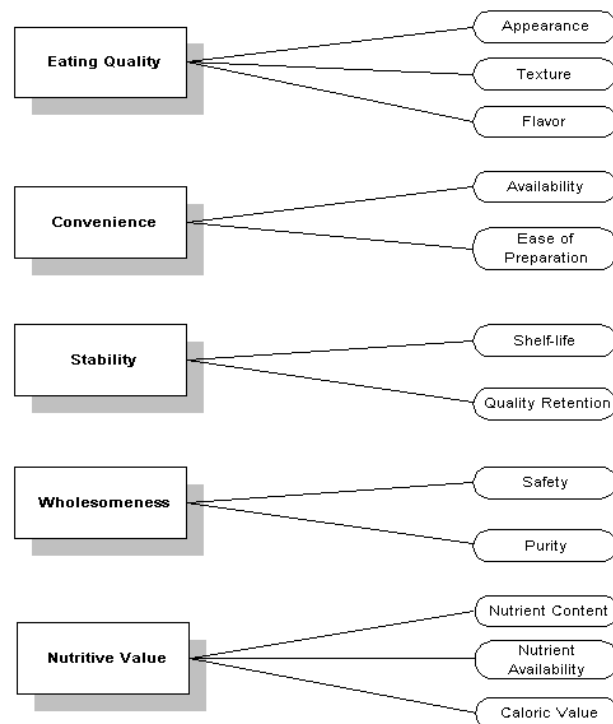 Eating Quality
Appearance
Texture
Flavor
Convenience
Availability
Ease of
Preparation
Stability
Shelf-life
Quality Retention
Wholesomeness
Safety
Purity
Nutritive Value
Nutrient Content
Nutrient
Availability
Caloric Value